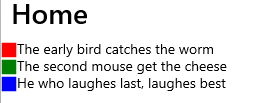 Home
The early bird catches the worm
The second mouse get the cheese
He who laughes last, laughes best